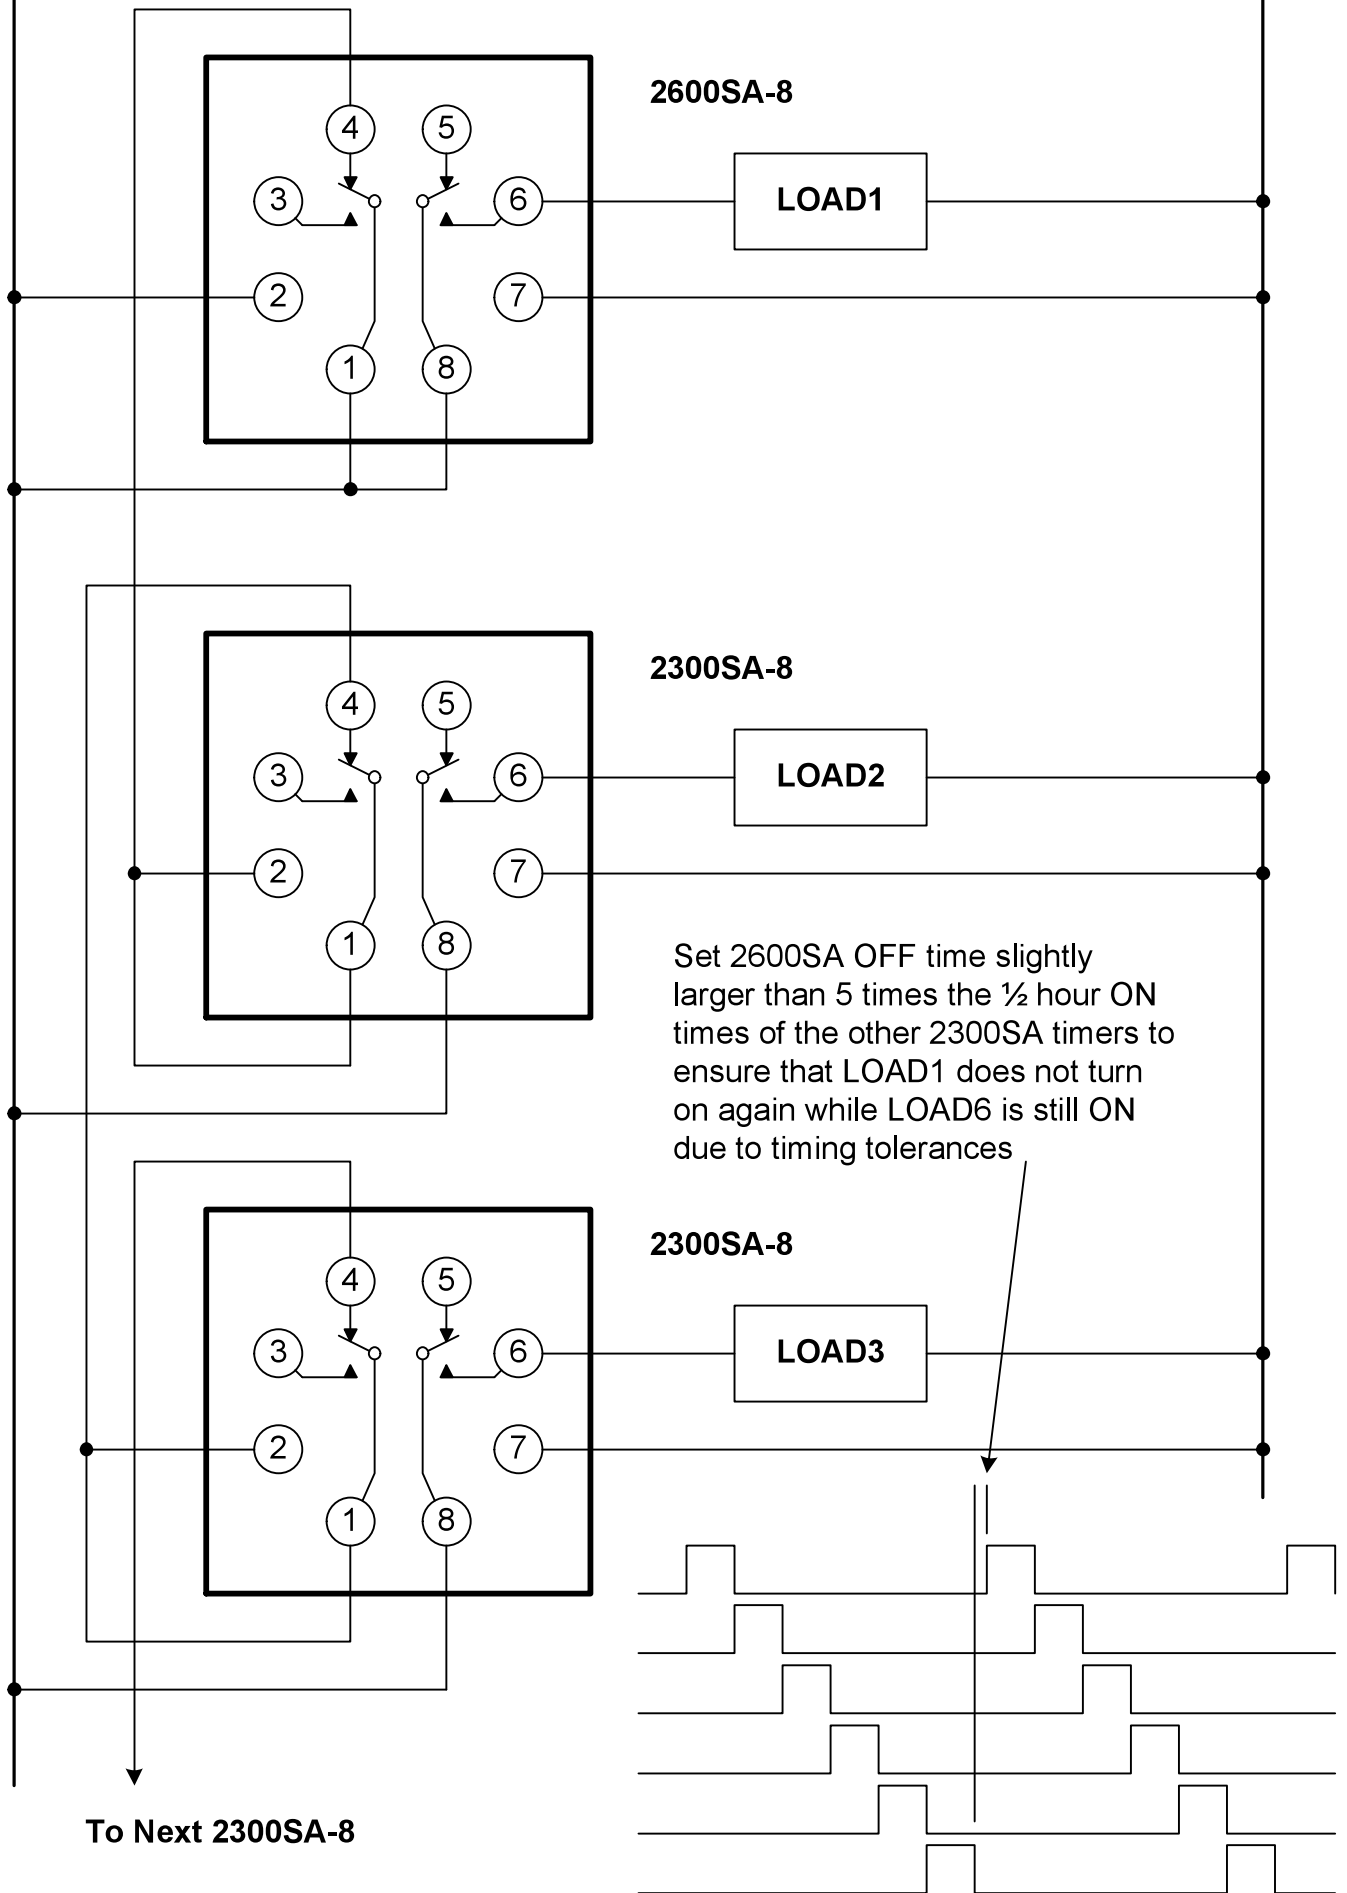 2600SA-8
4 5
3 6
LOAD1
2 7
1 8
2300SA-8
4 5
3 6
LOAD2
2 7
1 8
Set 2600SA OFF time slightly
larger than 5 times the ½ hour ON
times of the other 2300SA timers to
ensure that LOAD1 does not turn
on again while LOAD6 is still ON
due to timing tolerances
2300SA-8
4 5
3 6
LOAD3
2 7
1 8
To Next 2300SA-8